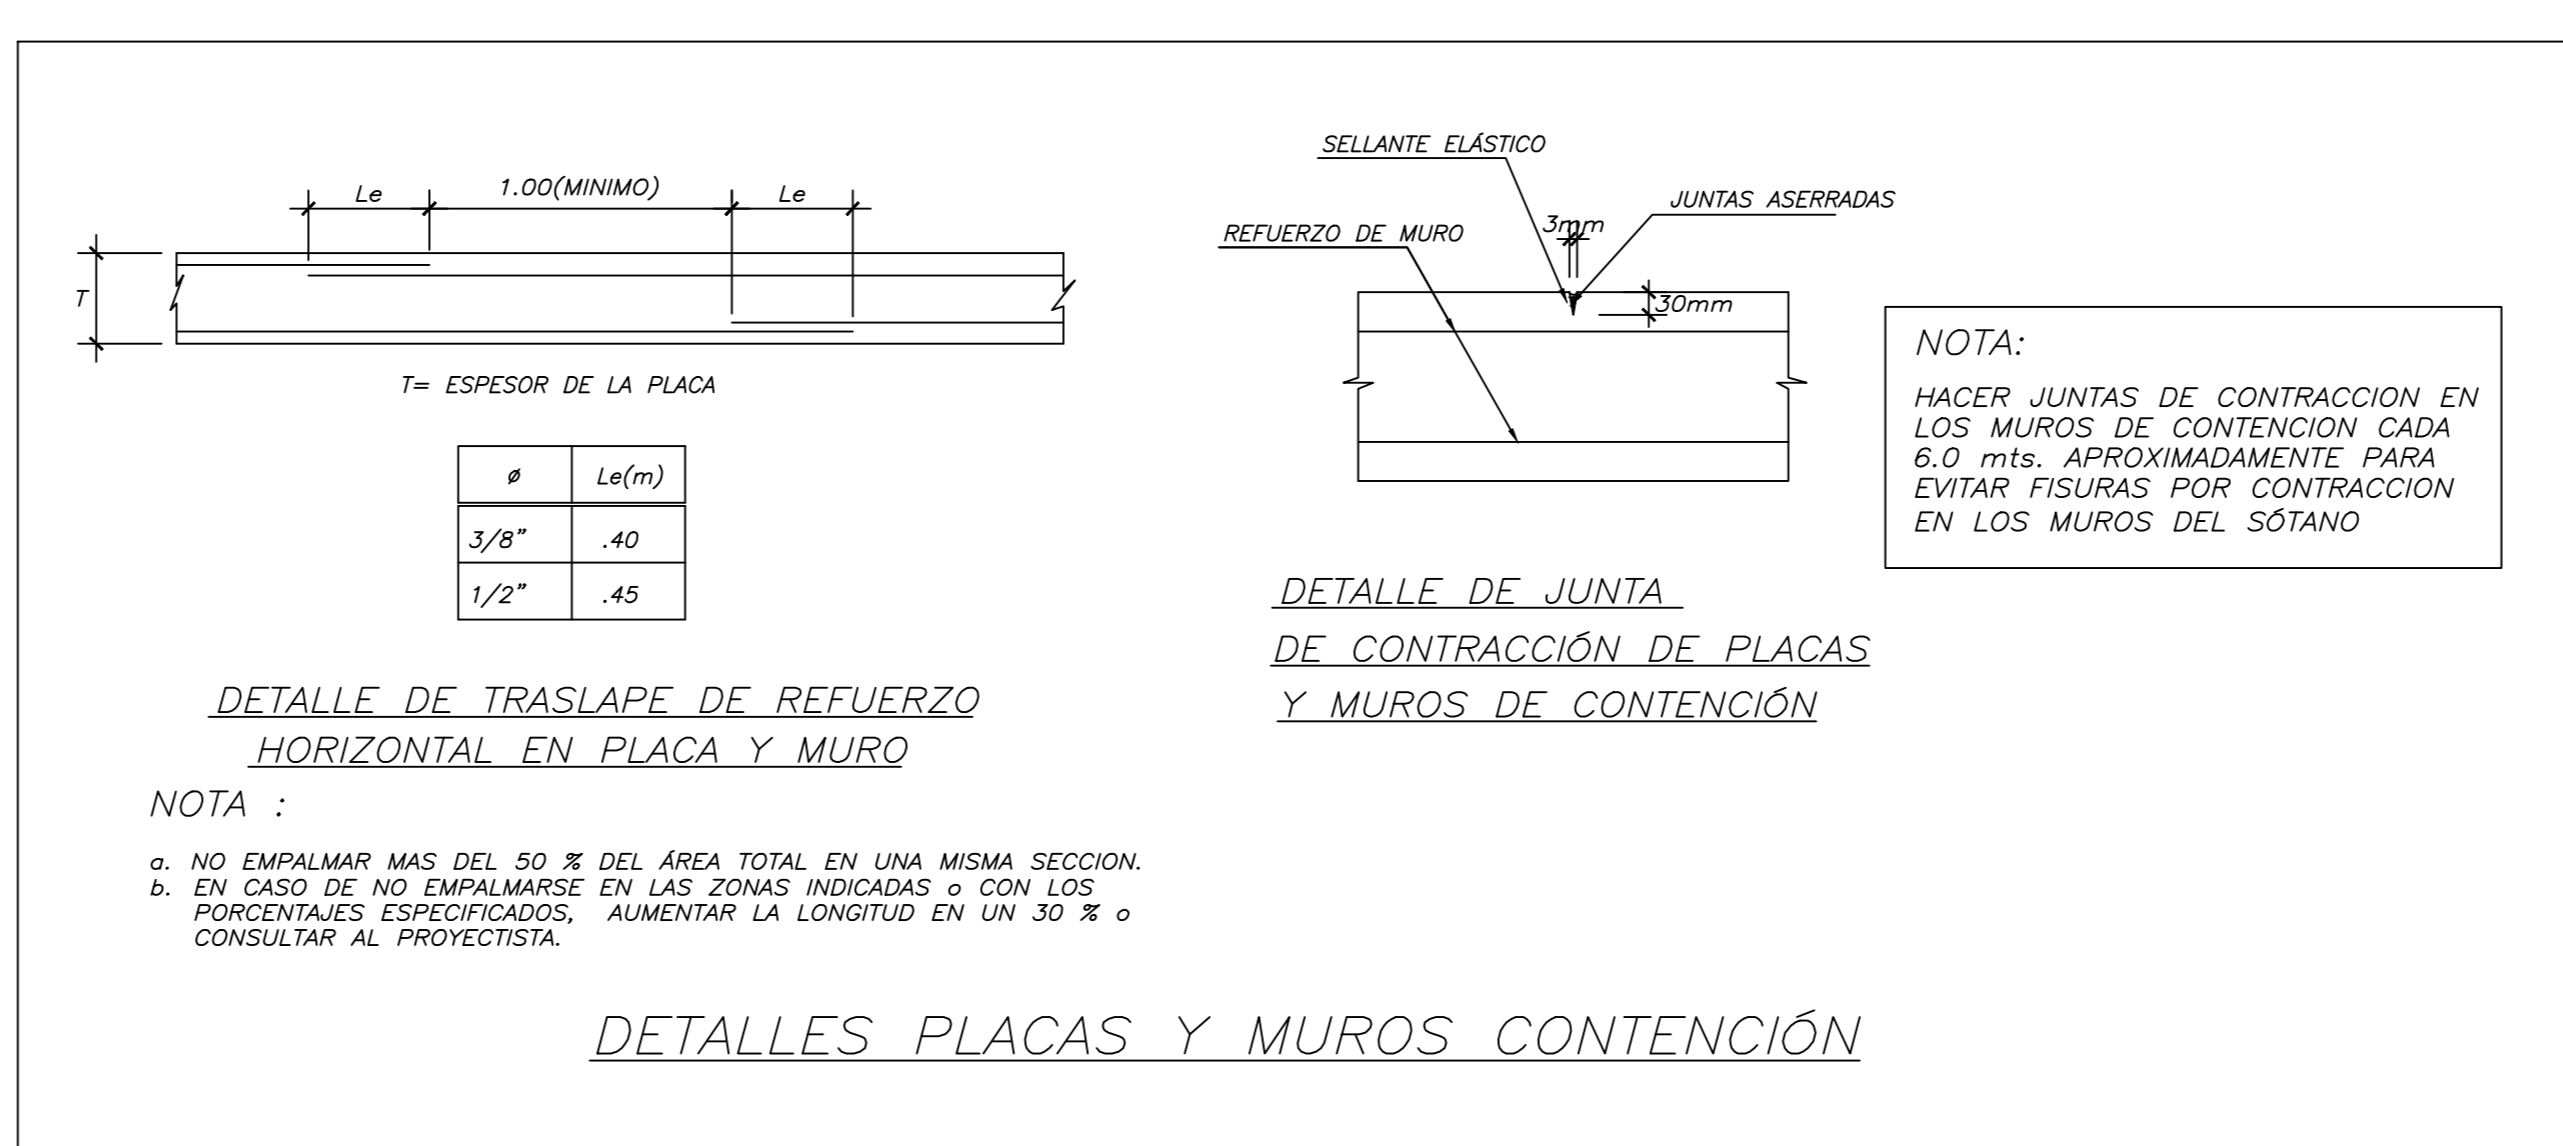 Le
1.00(MINIMO)
Le
T
T= ESPESOR DE LA PLACA
ø Le(m)
3/8" .40
1/2" .45
DETALLE DE TRASLAPE DE REFUERZO
HORIZONTAL EN PLACA Y MURO
NOTA :
a. NO EMPALMAR MAS DEL 50 % DEL ÁREA TOTAL EN UNA MISMA SECCION.
b. EN CASO DE NO EMPALMARSE EN LAS ZONAS INDICADAS o CON LOS
PORCENTAJES ESPECIFICADOS, AUMENTAR LA LONGITUD EN UN 30 % o
CONSULTAR AL PROYECTISTA.
SELLANTE ELÁSTICO
JUNTAS ASERRADAS
3mm
REFUERZO DE MURO
30mm
DETALLE DE JUNTA
DE CONTRACCIÓN DE PLACAS
Y MUROS DE CONTENCIÓN
NOTA:
HACER JUNTAS DE CONTRACCION EN
LOS MUROS DE CONTENCION CADA
6.0 mts. APROXIMADAMENTE PARA
EVITAR FISURAS POR CONTRACCION
EN LOS MUROS DEL SÓTANO
DETALLES PLACAS Y MUROS CONTENCIÓN